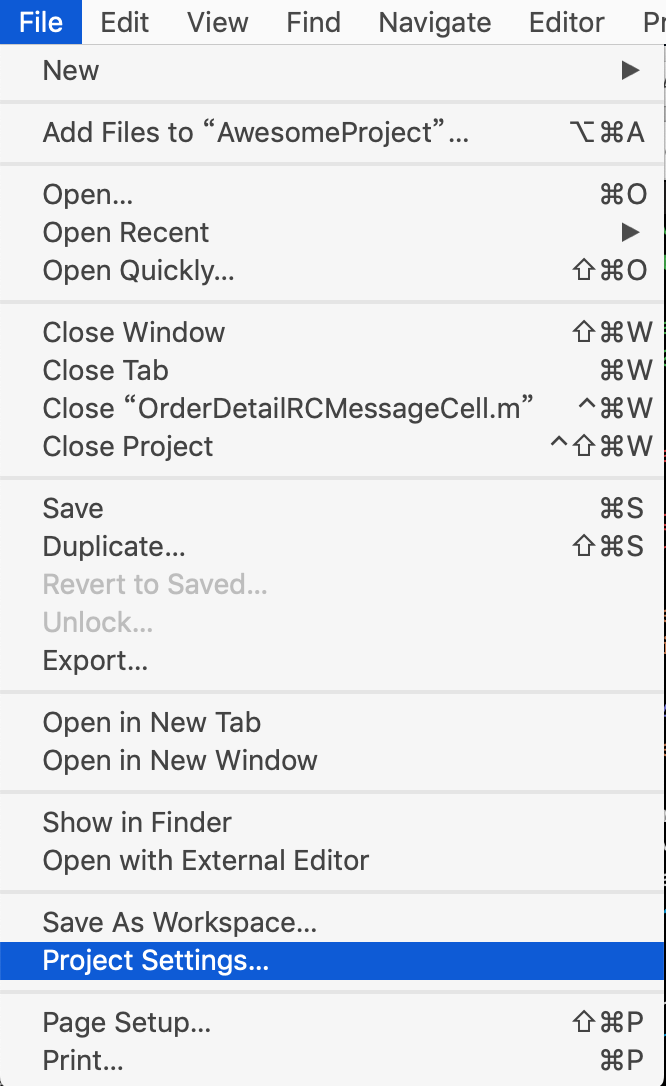 File Edit View Find Navigate Editor
New ▶
Add Files to “AwesomeProject”... ⌥⌘A
Open... ⌘O
Open Recent ▶
Open Quickly... ⇧⌘O
Close Window ⇧⌘W
Close Tab ⌘W
Close “OrderDetailRCMessageCell.m” ^⌘W
Close Project ^⇧⌘W
Save ⌘S
Duplicate... ⇧⌘S
Revert to Saved...
Unlock...
Export...
Open in New Tab
Open in New Window
Show in Finder
Open with External Editor
Save As Workspace...
Project Settings...
Page Setup... ⇧⌘P
Print... ⌘P